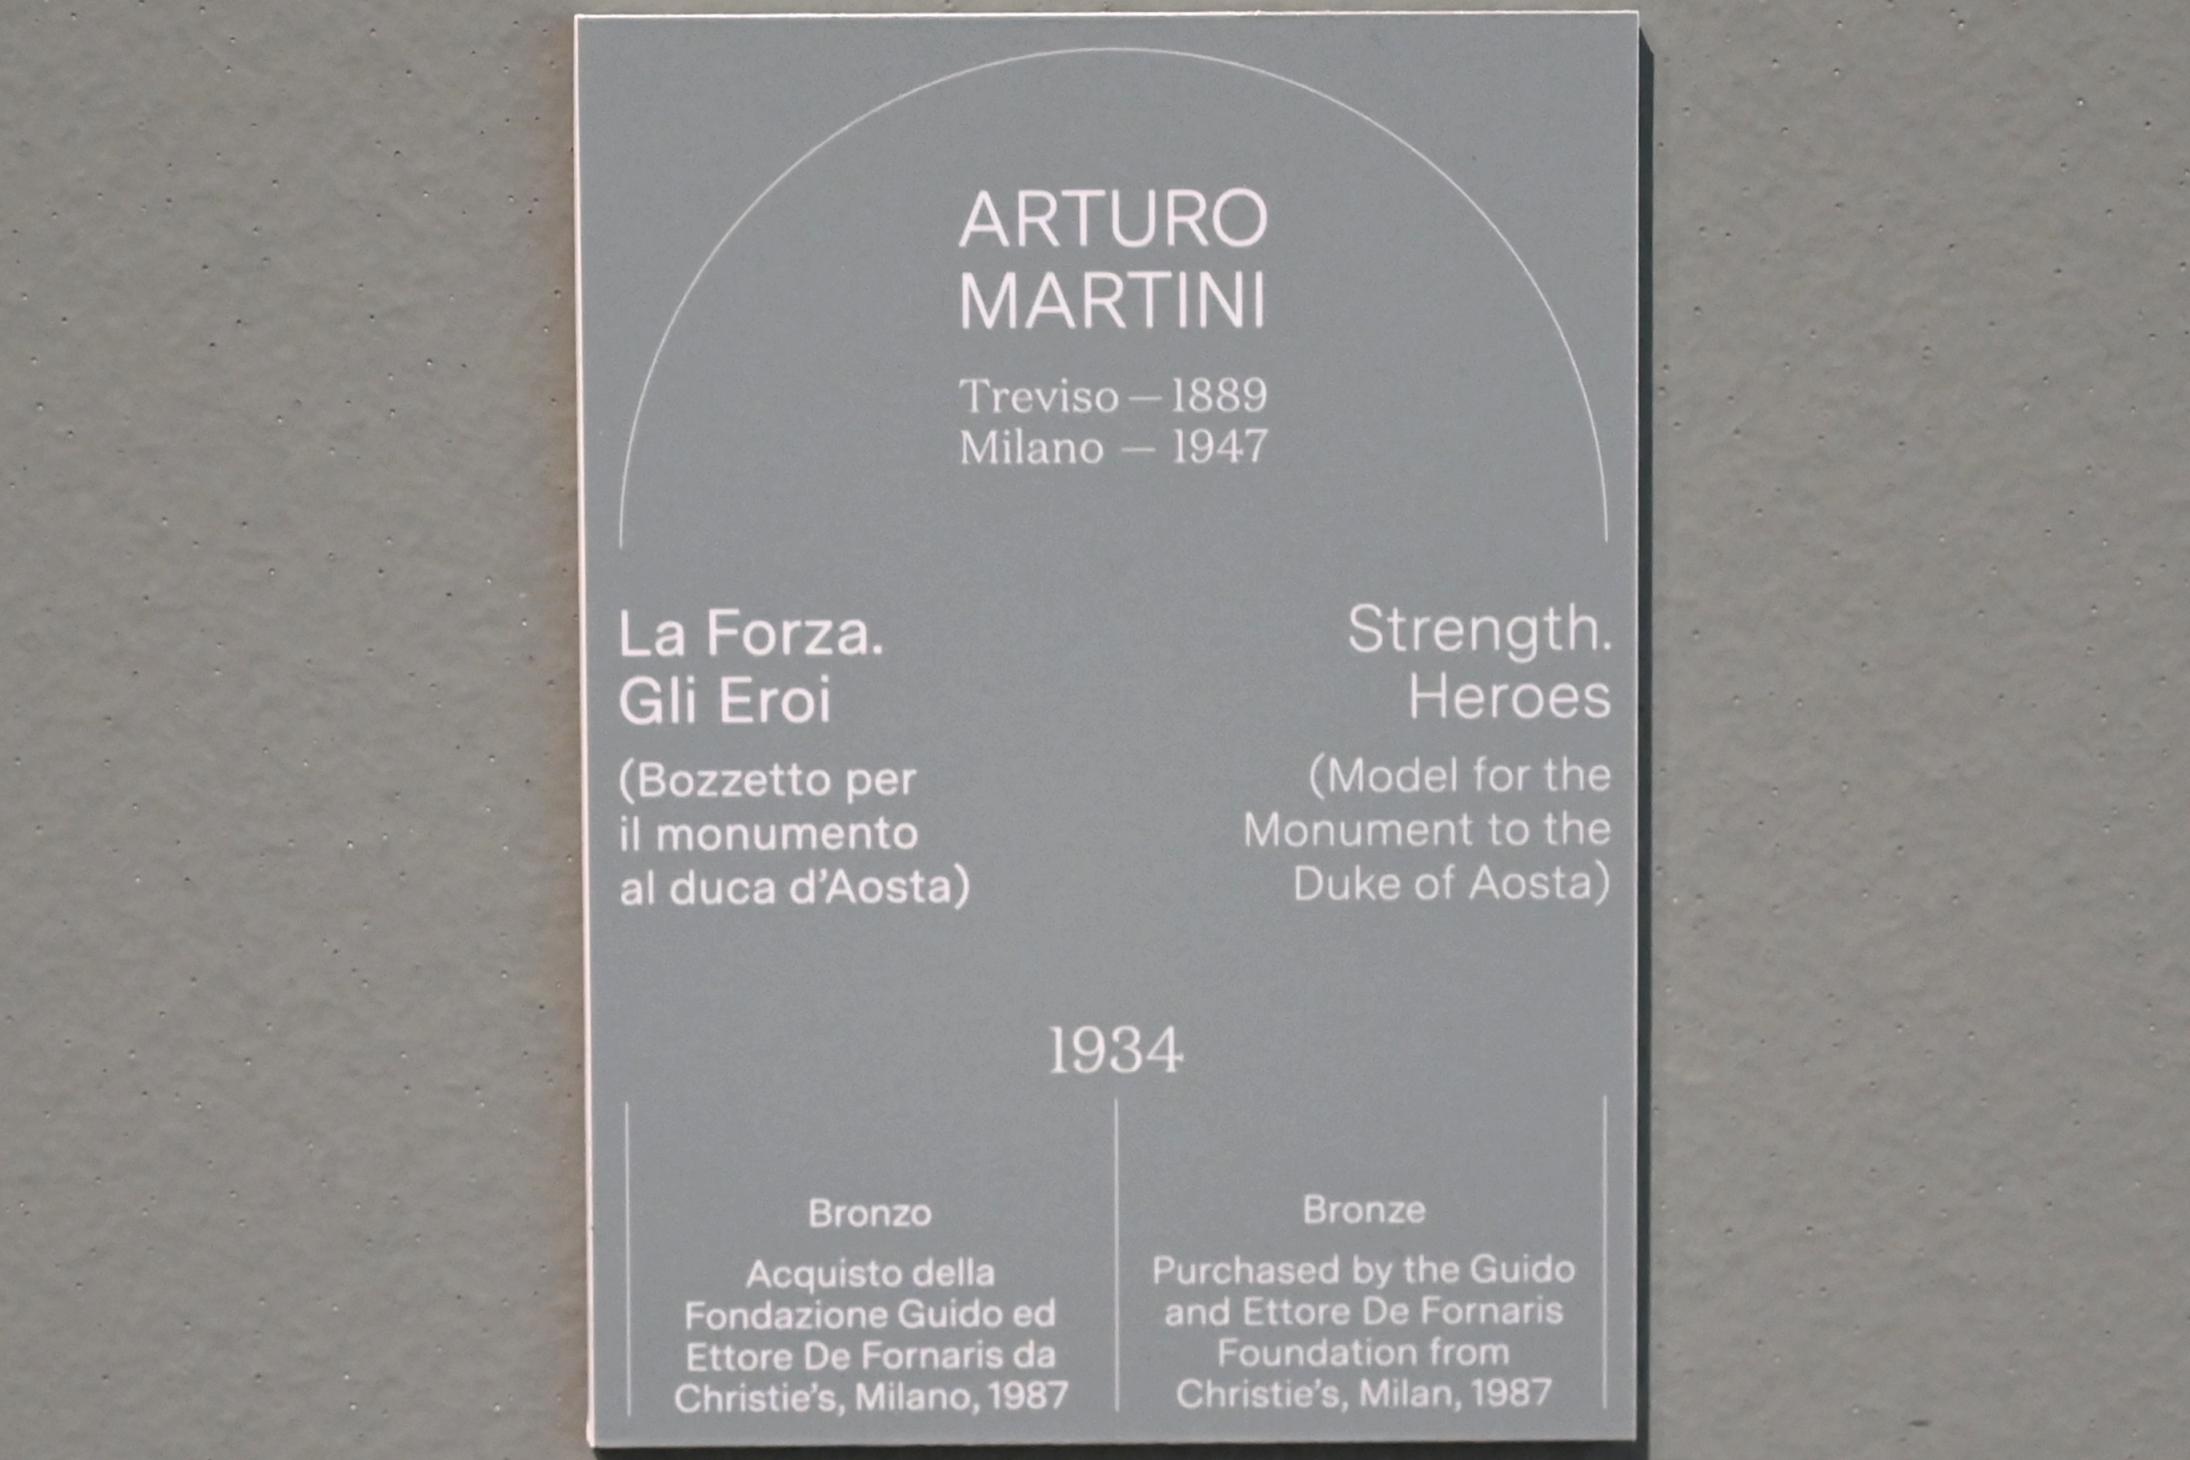 ARTURO
MARTINI
Treviso — 1889
Milano — 1947
La Forza.
Gli Eroi
(Bozzetto per
il monumento
al duca d’Aosta)
Strength.
Heroes
(Model for the
Monument to the
Duke of Aosta)
1934
Bronzo
Acquisto della
Fondazione Guido ed
Ettore De Fornaris da
Christie’s, Milano, 1987
Bronze
Purchased by the Guido
and Ettore De Fornaris
Foundation from
Christie’s, Milan, 1987